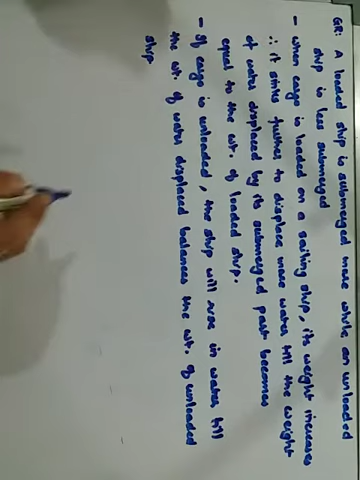 GR: A loaded ship is submerged more while an unloaded
ship is less submerged
- when cargo is loaded on a sailing ship, its weight increases
∴ it sinks further to displace more water till the weight
of water displaced by its submerged part becomes
equal to the wt. of loaded ship.
- If cargo is unloaded, the ship will rise in water till
the wt. of water displaced balances the wt. of unloaded
ship